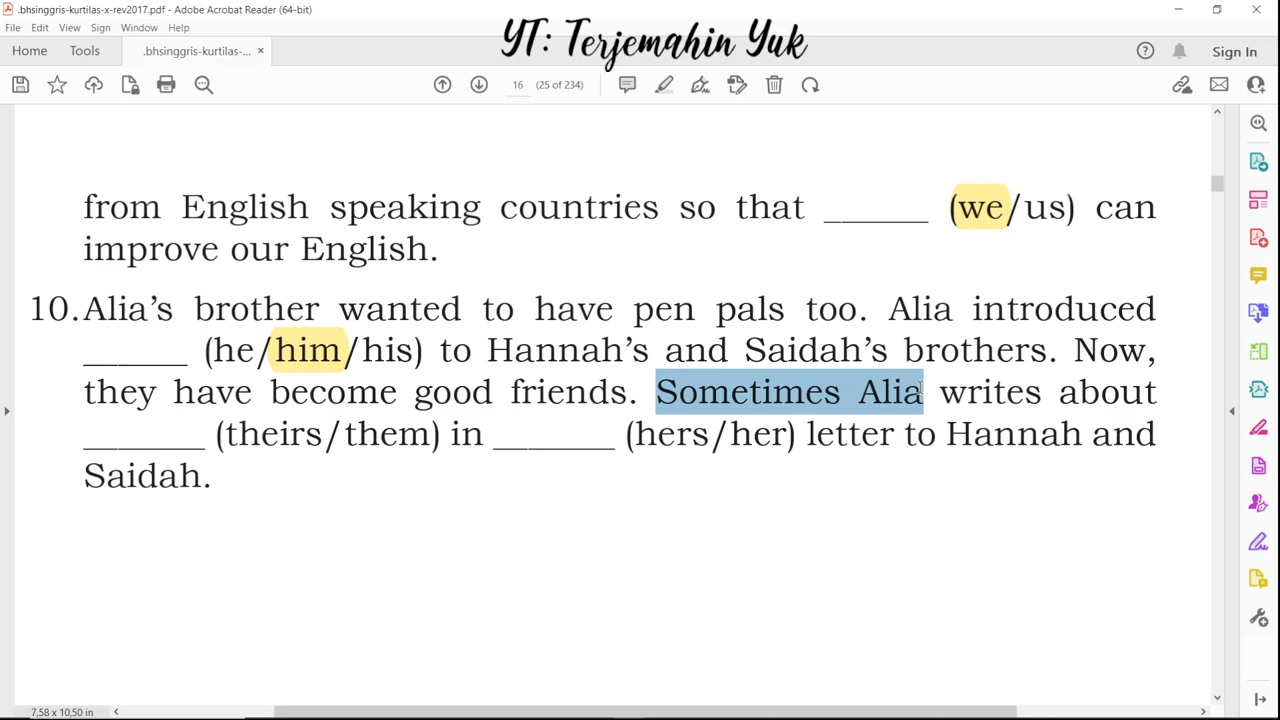 .bhsinggris-kurtilas-x-rev2017.pdf - Adobe Acrobat Reader (64-bit)
File Edit View Sign Window Help
YT: Terjemahin Yuk
Home Tools .bhsinggris-kurtilas-... × Sign In
16 (25 of 234)
from English speaking countries so that ______ (we/us) can
improve our English.
10. Alia’s brother wanted to have pen pals too. Alia introduced
______ (he/him/his) to Hannah’s and Saidah’s brothers. Now,
they have become good friends. Sometimes Alia writes about
_______ (theirs/them) in _______ (hers/her) letter to Hannah and
Saidah.
7,58 x 10,50 in